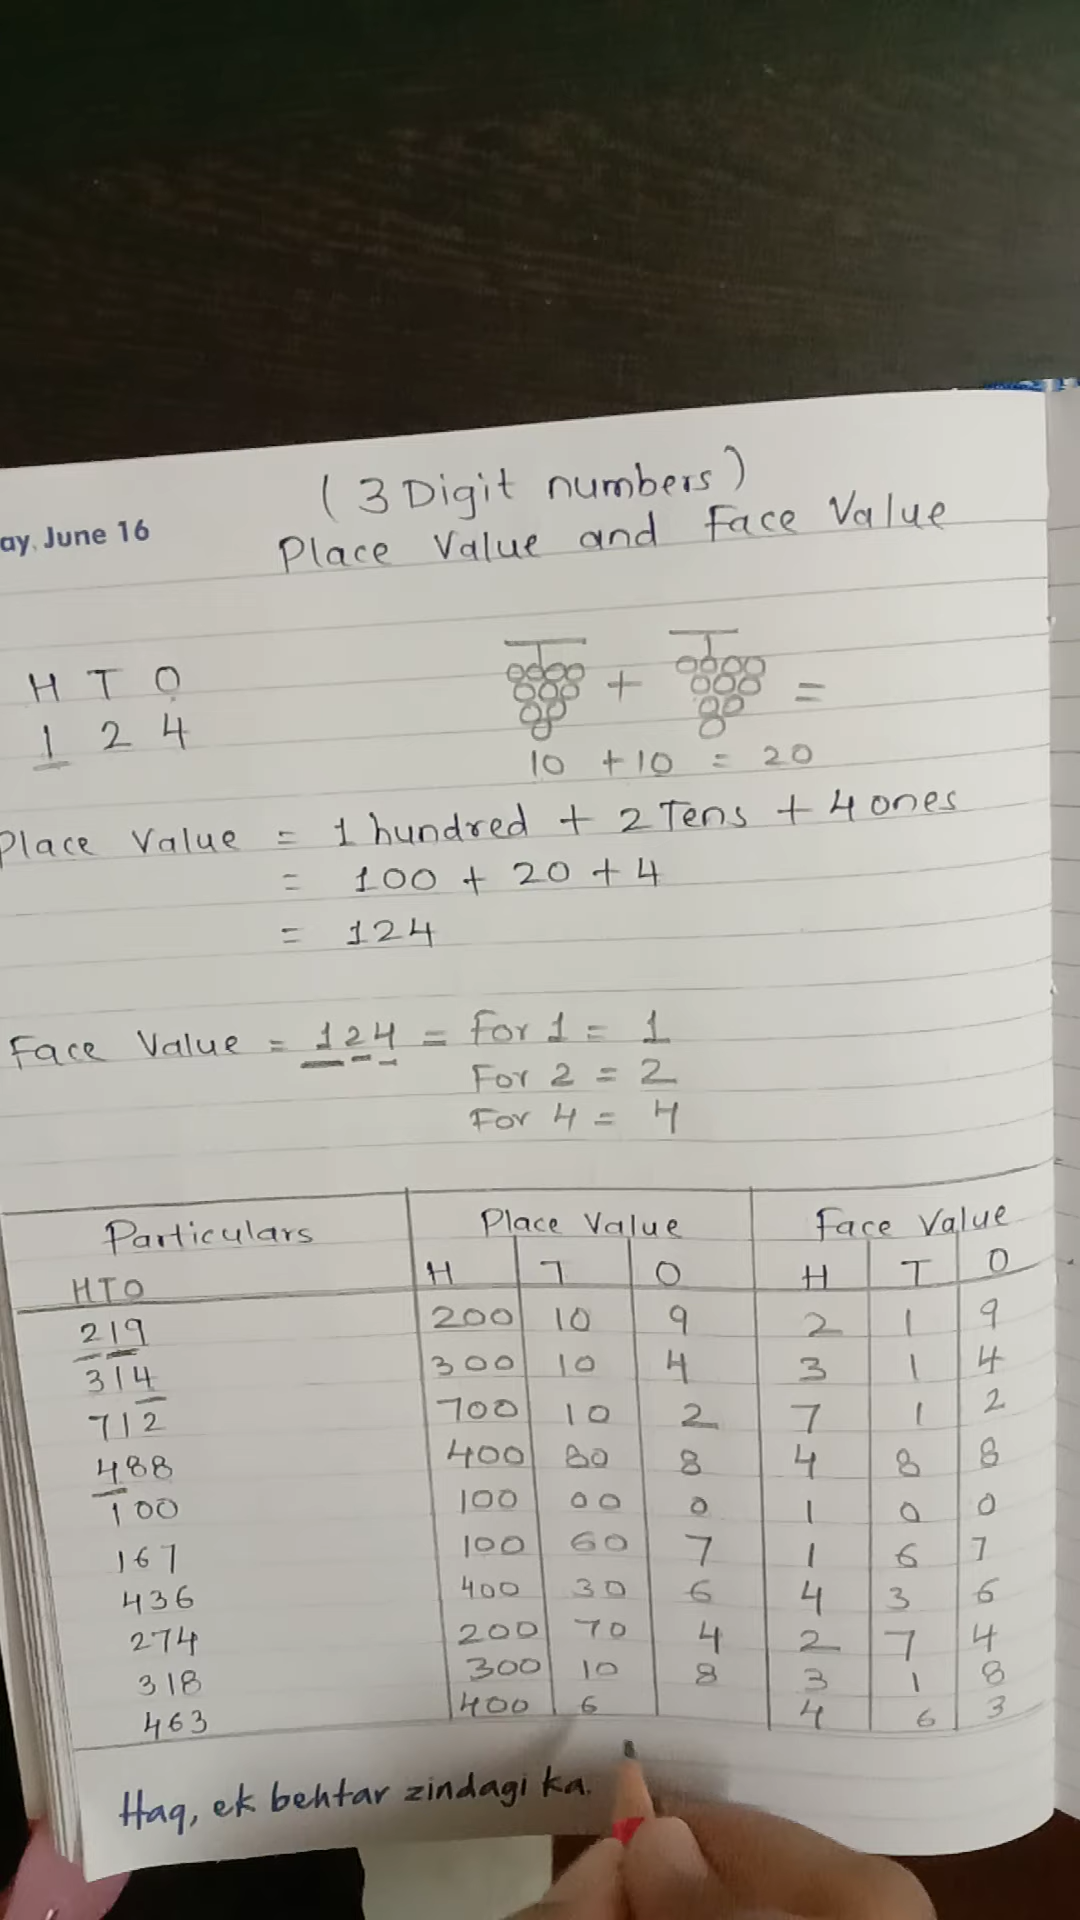 (3 Digit numbers)
ay, June 16
Place Value and Face Value
H T O
1 2 4
+ =
10 + 10 = 20
Place Value = 1 hundred + 2 Tens + 4 ones
= 100 + 20 + 4
= 124
Face Value = 124 = For 1 = 1
For 2 = 2
For 4 = 4
Particulars Place Value Face Value
HTO H T O H T O
219 200 10 9 2 1 9
314 300 10 4 3 1 4
712 700 10 2 7 1 2
488 400 80 8 4 8 8
100 100 00 0 1 0 0
167 100 60 7 1 6 7
436 400 30 6 4 3 6
274 200 70 4 2 7 4
318 300 10 8 3 1 8
463 400 6 4 6 3
Haq, ek behtar zindagi ka.